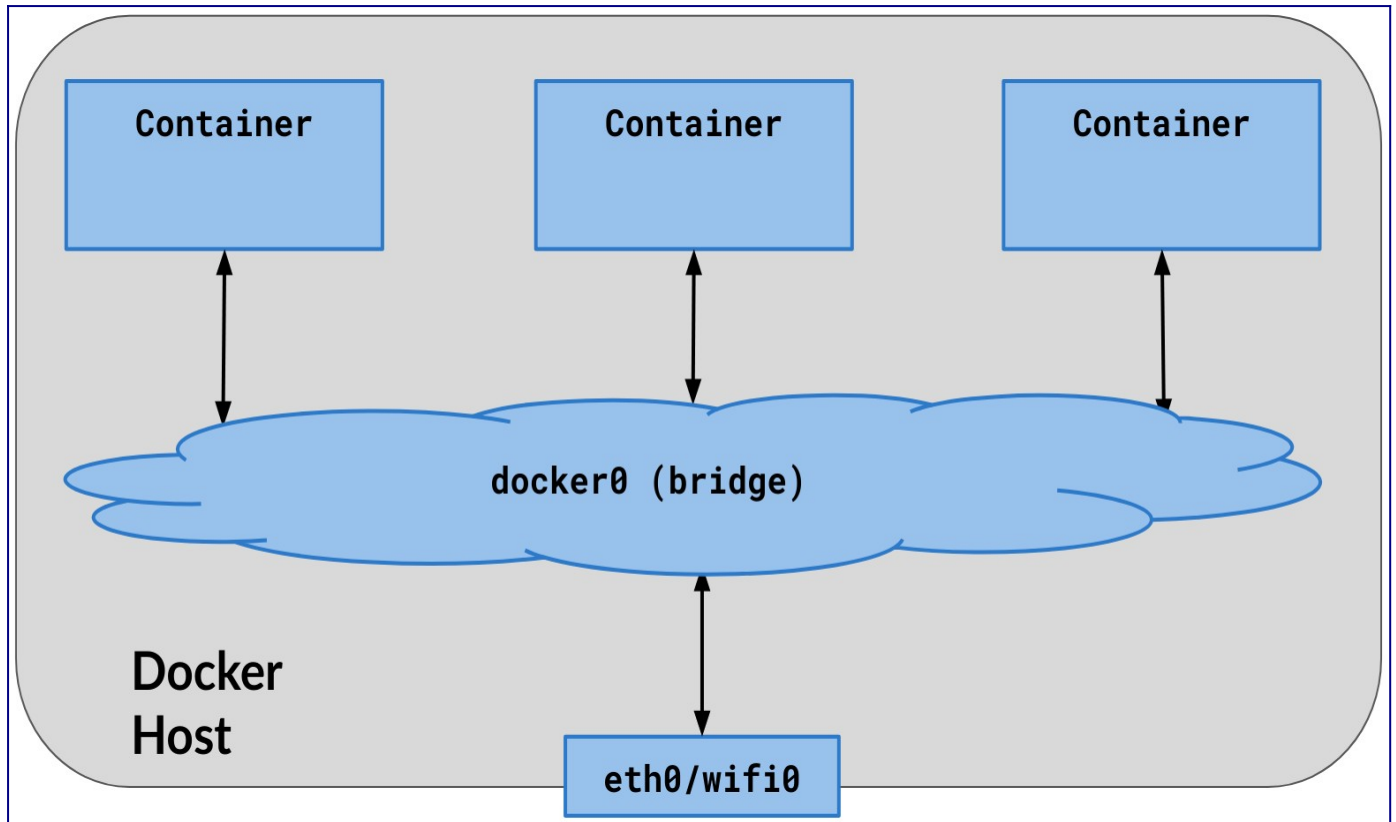 Container
Container
Container
docker0 (bridge)
Docker
Host
eth0/wifi0